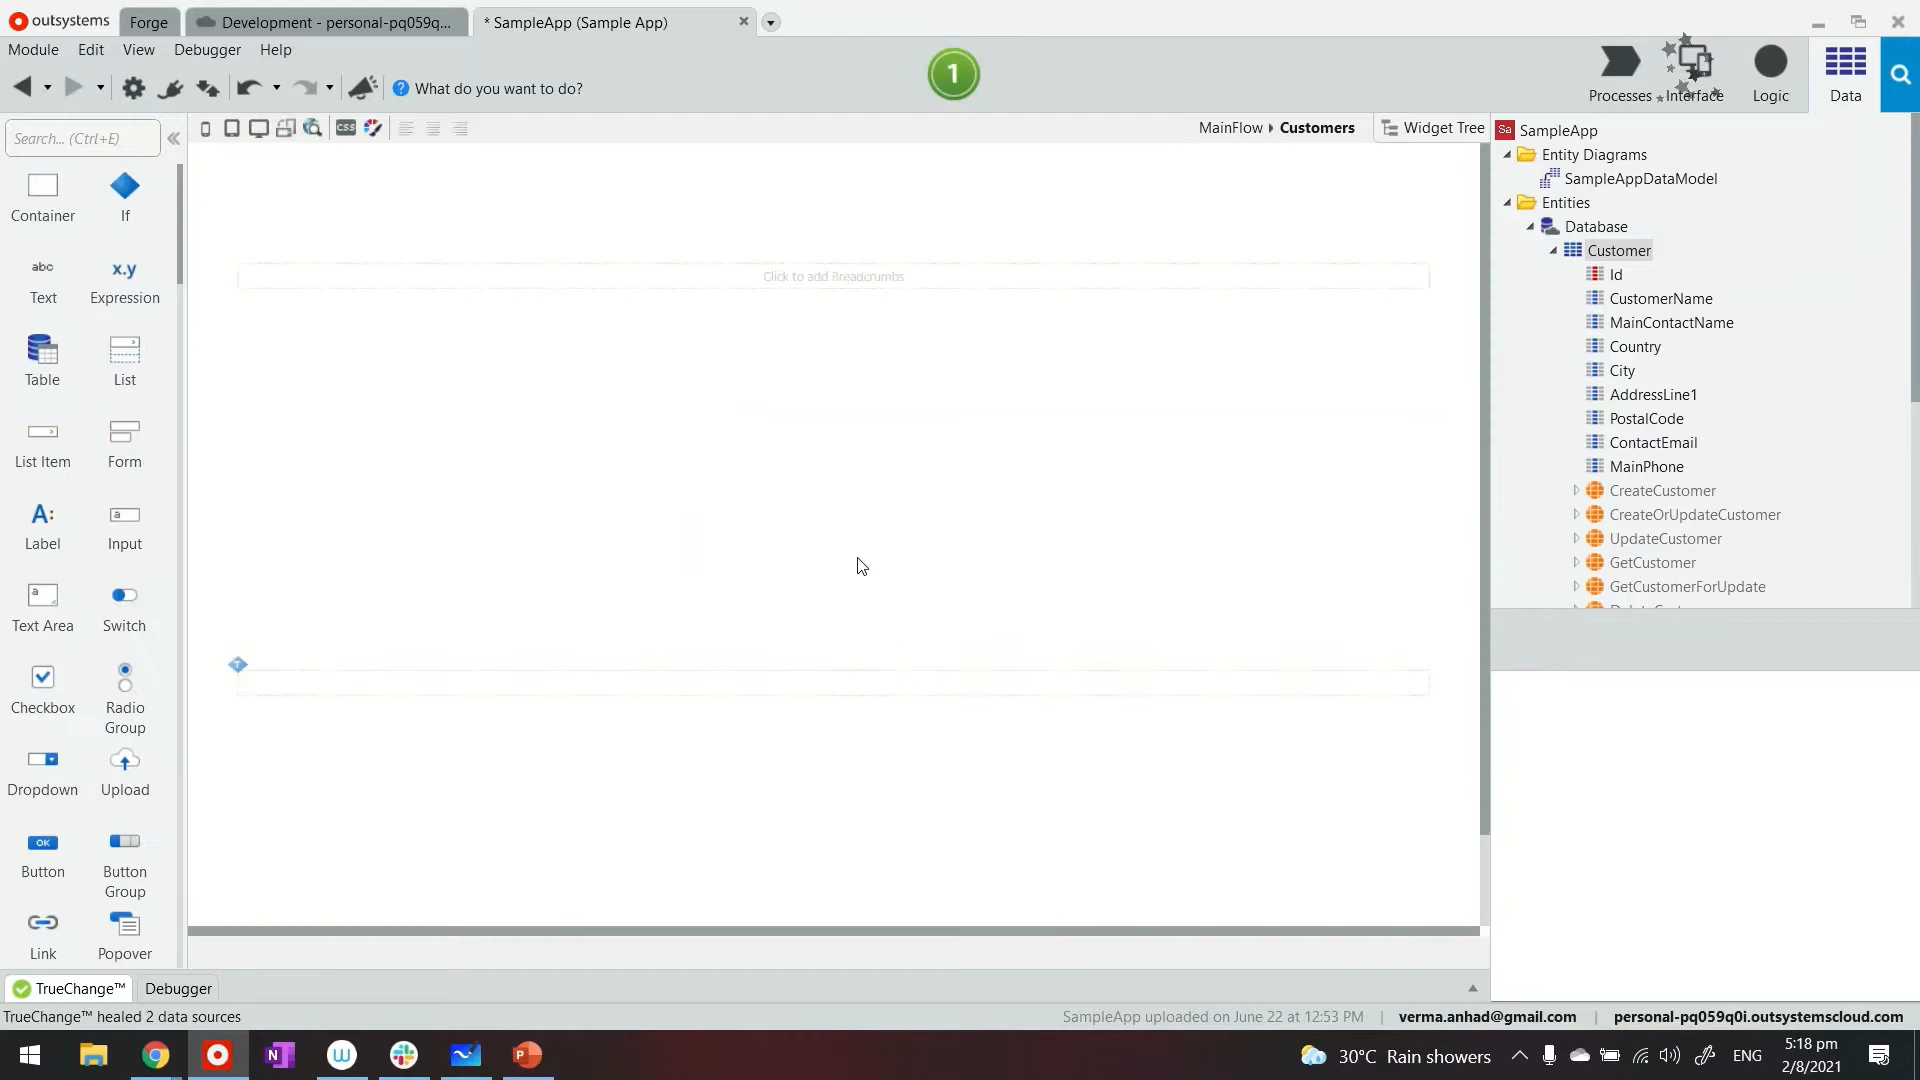 outsystems
Forge
Development - personal-pq059q...
* SampleApp (Sample App)
Module
Edit
View
Debugger
Help
1
Processes
Interface
Logic
Data
What do you want to do?
Search... (Ctrl+E)
CSS
MainFlow
Customers
Widget Tree
Container
If
abc
Text
x.y
Expression
Table
List
List Item
Form
A:
Label
a
Input
a
Text Area
Switch
Checkbox
Radio
Group
Dropdown
Upload
OK
Button
Button
Group
Link
Popover
Click to add Breadcrumbs
Sa SampleApp
Entity Diagrams
SampleAppDataModel
Entities
Database
Customer
Id
CustomerName
MainContactName
Country
City
AddressLine1
PostalCode
ContactEmail
MainPhone
CreateCustomer
CreateOrUpdateCustomer
UpdateCustomer
GetCustomer
GetCustomerForUpdate
TrueChange™
Debugger
TrueChange™ healed 2 data sources
SampleApp uploaded on June 22 at 12:53 PM
verma.anhad@gmail.com
personal-pq059q0i.outsystemscloud.com
30°C Rain showers
ENG
5:18 pm
2/8/2021